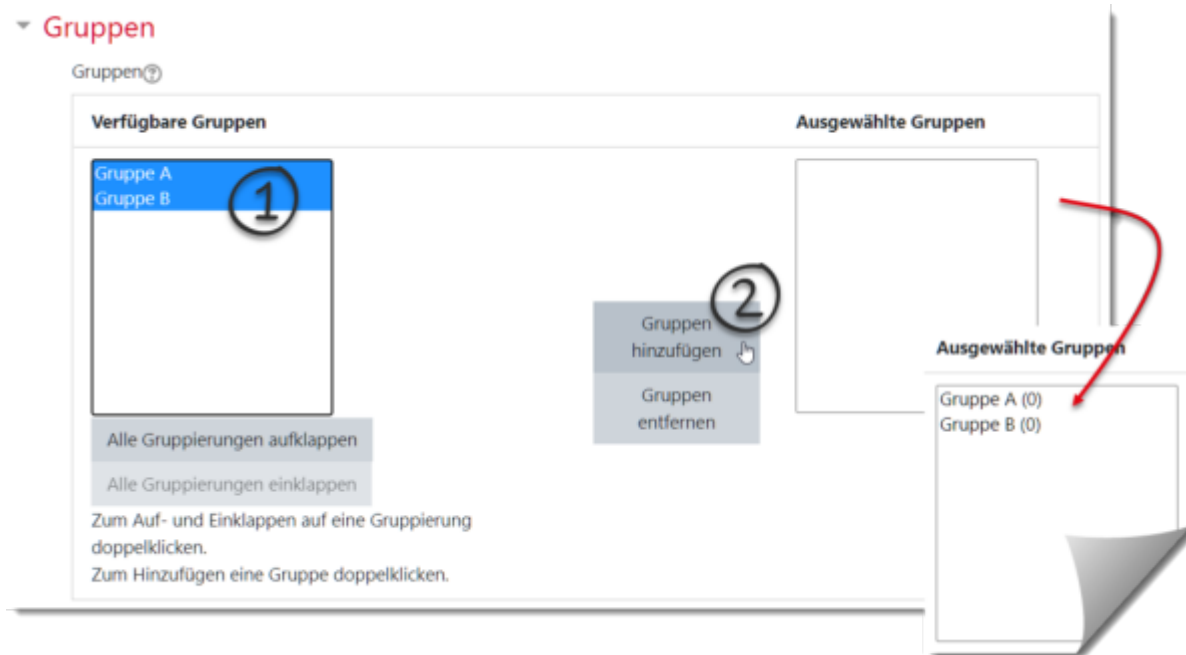 Gruppen
Gruppen?
Verfügbare Gruppen
Ausgewählte Gruppen
Gruppe A
Gruppe B
1
2
Gruppen
hinzufügen
Gruppen
entfernen
Ausgewählte Gruppen
Gruppe A (0)
Gruppe B (0)
Alle Gruppierungen aufklappen
Alle Gruppierungen einklappen
Zum Auf- und Einklappen auf eine Gruppierung
doppelklicken.
Zum Hinzufügen eine Gruppe doppelklicken.